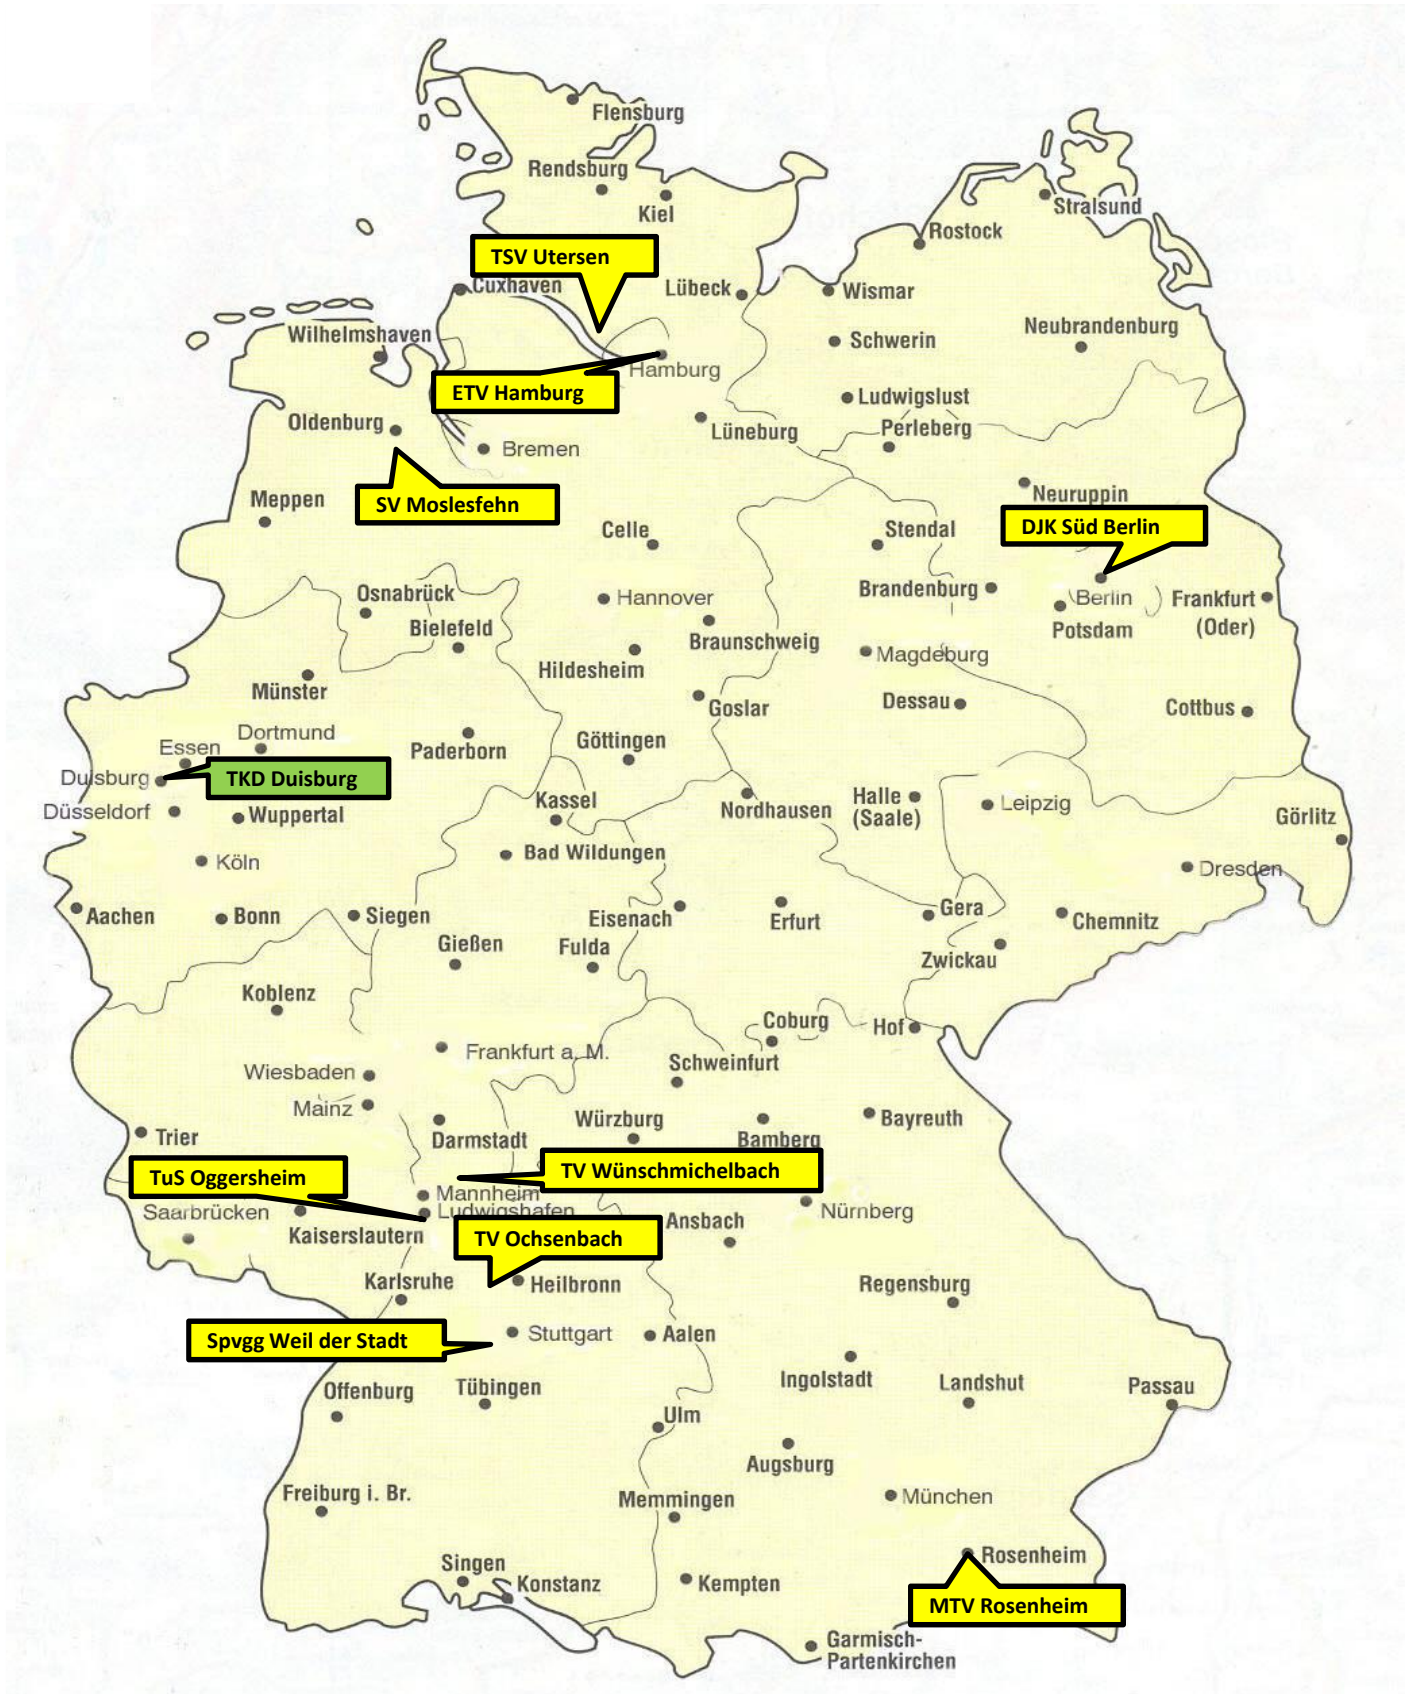 Flensburg
Rendsburg
Kiel
Stralsund
Rostock
TSV Utersen
Cuxhaven
Lübeck
Wismar
Wilhelmshaven
Schwerin
Neubrandenburg
Hamburg
ETV Hamburg
Ludwigslust
Oldenburg
Lüneburg
Perleberg
Bremen
Meppen
SV Moslesfehn
Neuruppin
Celle
Stendal
DJK Süd Berlin
Osnabrück
Hannover
Brandenburg
Berlin
Frankfurt
(Oder)
Bielefeld
Braunschweig
Potsdam
Hildesheim
Magdeburg
Münster
Goslar
Dessau
Cottbus
Dortmund
Essen
Paderborn
Göttingen
Duisburg
TKD Duisburg
Düsseldorf
Wuppertal
Kassel
Nordhausen
Halle
(Saale)
Leipzig
Görlitz
Köln
Bad Wildungen
Dresden
Aachen
Bonn
Siegen
Eisenach
Erfurt
Gera
Chemnitz
Gießen
Fulda
Zwickau
Koblenz
Coburg
Hof
Frankfurt a. M.
Schweinfurt
Wiesbaden
Mainz
Würzburg
Bayreuth
Trier
Darmstadt
Bamberg
TuS Oggersheim
TV Wünschmichelbach
Mannheim
Saarbrücken
Ludwigshafen
Nürnberg
Kaiserslautern
Ansbach
TV Ochsenbach
Karlsruhe
Heilbronn
Regensburg
Spvgg Weil der Stadt
Stuttgart
Aalen
Offenburg
Tübingen
Ingolstadt
Landshut
Passau
Ulm
Augsburg
Freiburg i. Br.
Memmingen
München
Singen
Rosenheim
Konstanz
Kempten
MTV Rosenheim
Garmisch-
Partenkirchen